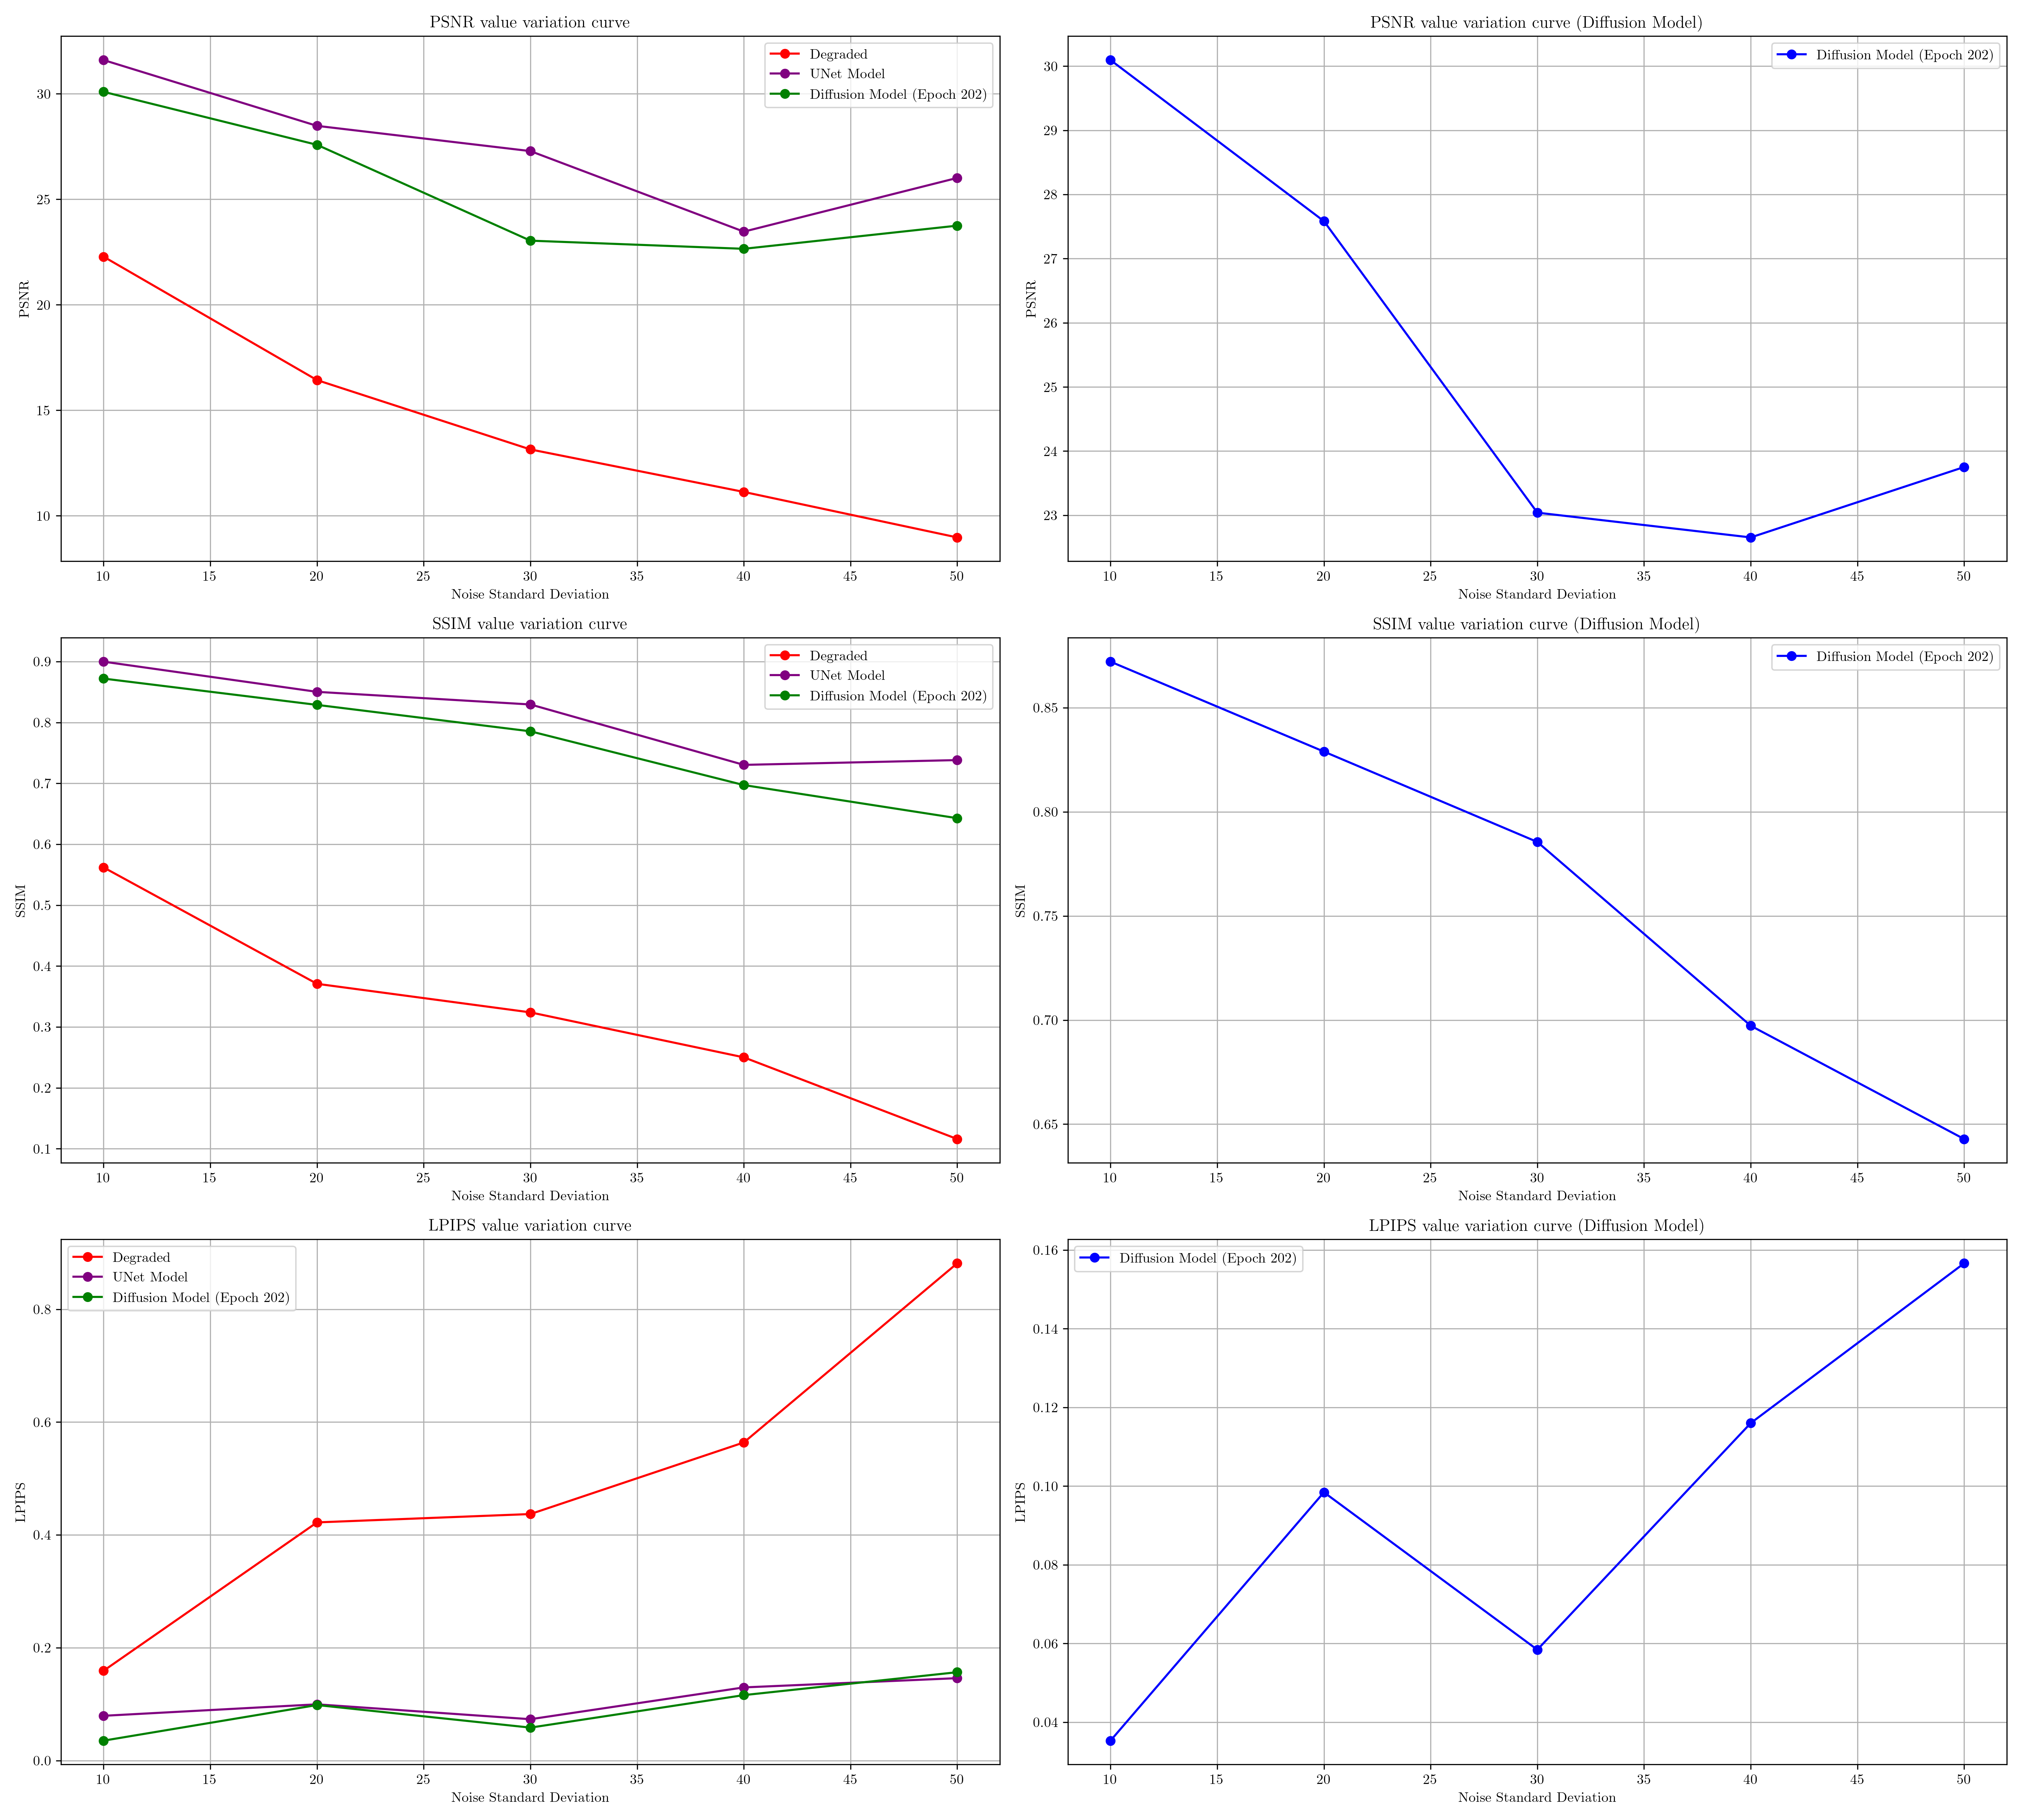 PSNR value variation curve
Degraded
UNet Model
Diffusion Model (Epoch 202)
PSNR
30
25
20
15
10
10 15 20 25 30 35 40 45 50
Noise Standard Deviation
PSNR value variation curve (Diffusion Model)
Diffusion Model (Epoch 202)
PSNR
30
29
28
27
26
25
24
23
10 15 20 25 30 35 40 45 50
Noise Standard Deviation
SSIM value variation curve
Degraded
UNet Model
Diffusion Model (Epoch 202)
SSIM
0.9
0.8
0.7
0.6
0.5
0.4
0.3
0.2
0.1
10 15 20 25 30 35 40 45 50
Noise Standard Deviation
SSIM value variation curve (Diffusion Model)
Diffusion Model (Epoch 202)
SSIM
0.85
0.80
0.75
0.70
0.65
10 15 20 25 30 35 40 45 50
Noise Standard Deviation
LPIPS value variation curve
Degraded
UNet Model
Diffusion Model (Epoch 202)
LPIPS
0.8
0.6
0.4
0.2
0.0
10 15 20 25 30 35 40 45 50
Noise Standard Deviation
LPIPS value variation curve (Diffusion Model)
Diffusion Model (Epoch 202)
LPIPS
0.16
0.14
0.12
0.10
0.08
0.06
0.04
10 15 20 25 30 35 40 45 50
Noise Standard Deviation